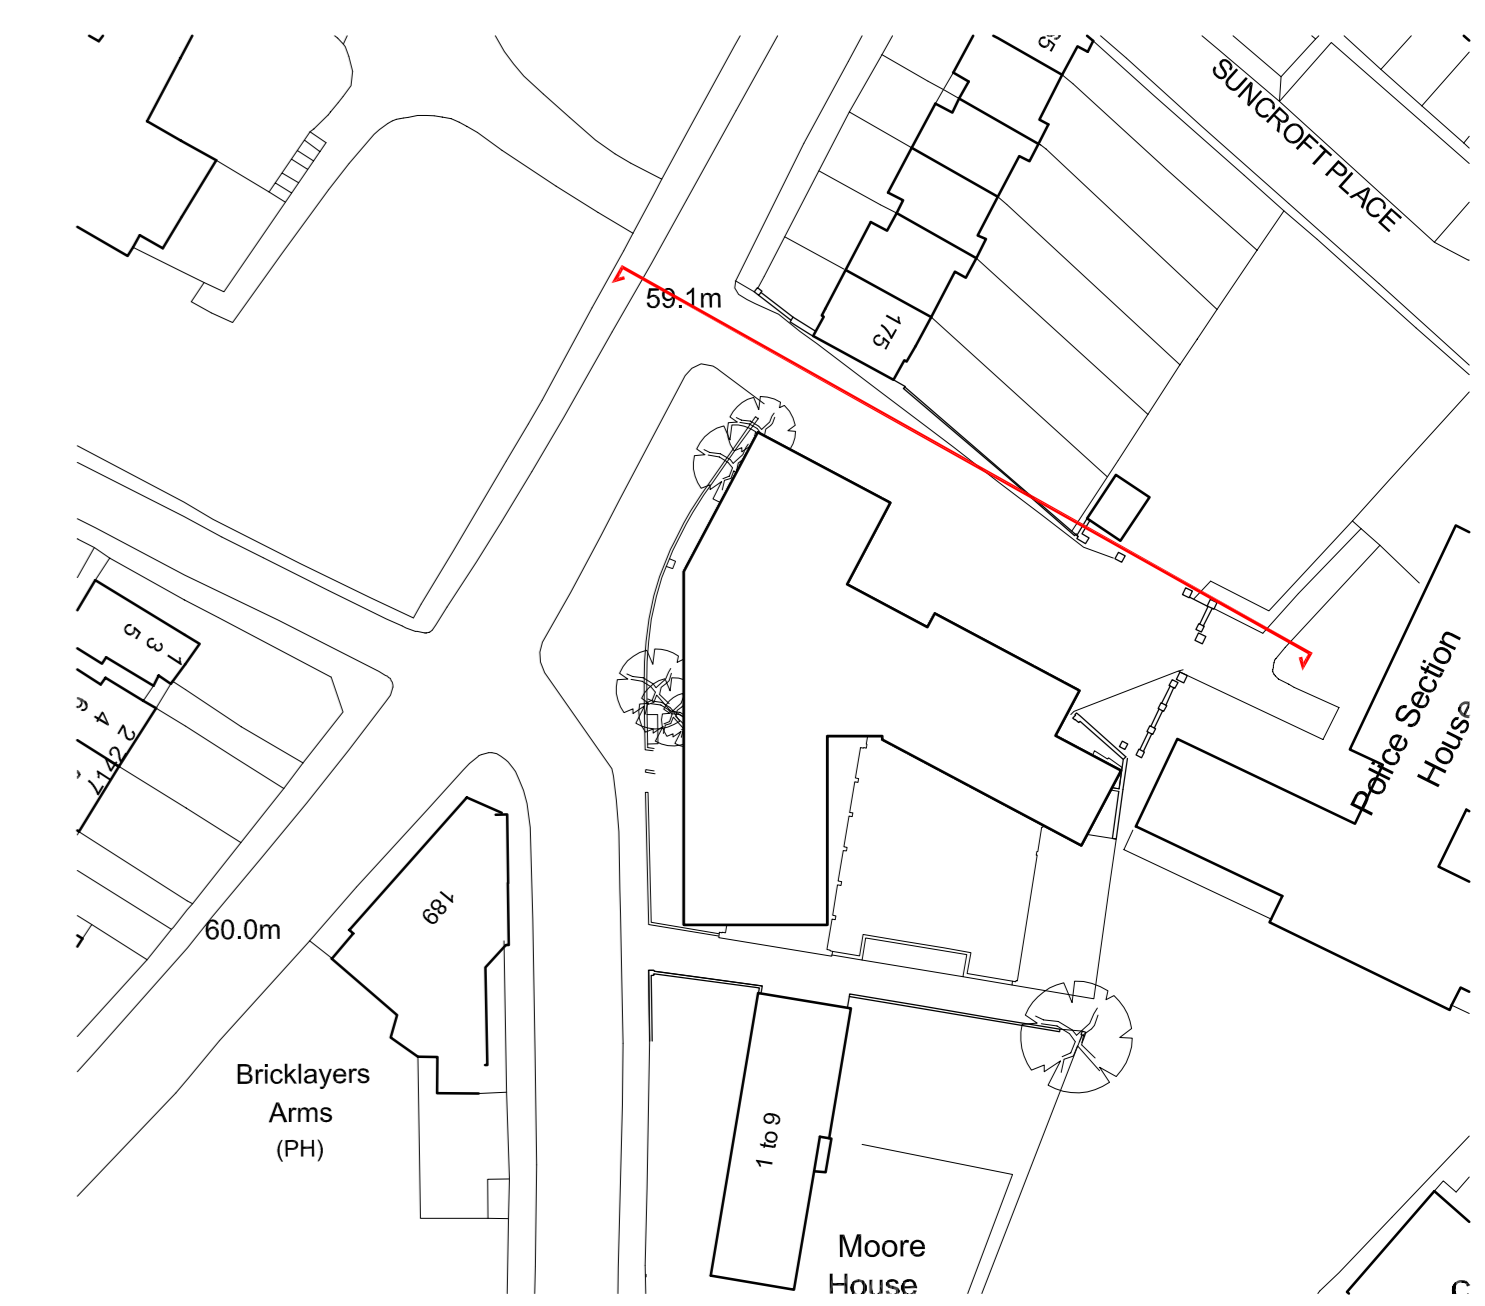 SUNCROFT PLACE
59.1m
175
5
3
1
6
4
2
7142
Police Section
House
189
60.0m
Bricklayers
Arms
(PH)
1 to 9
Moore
House